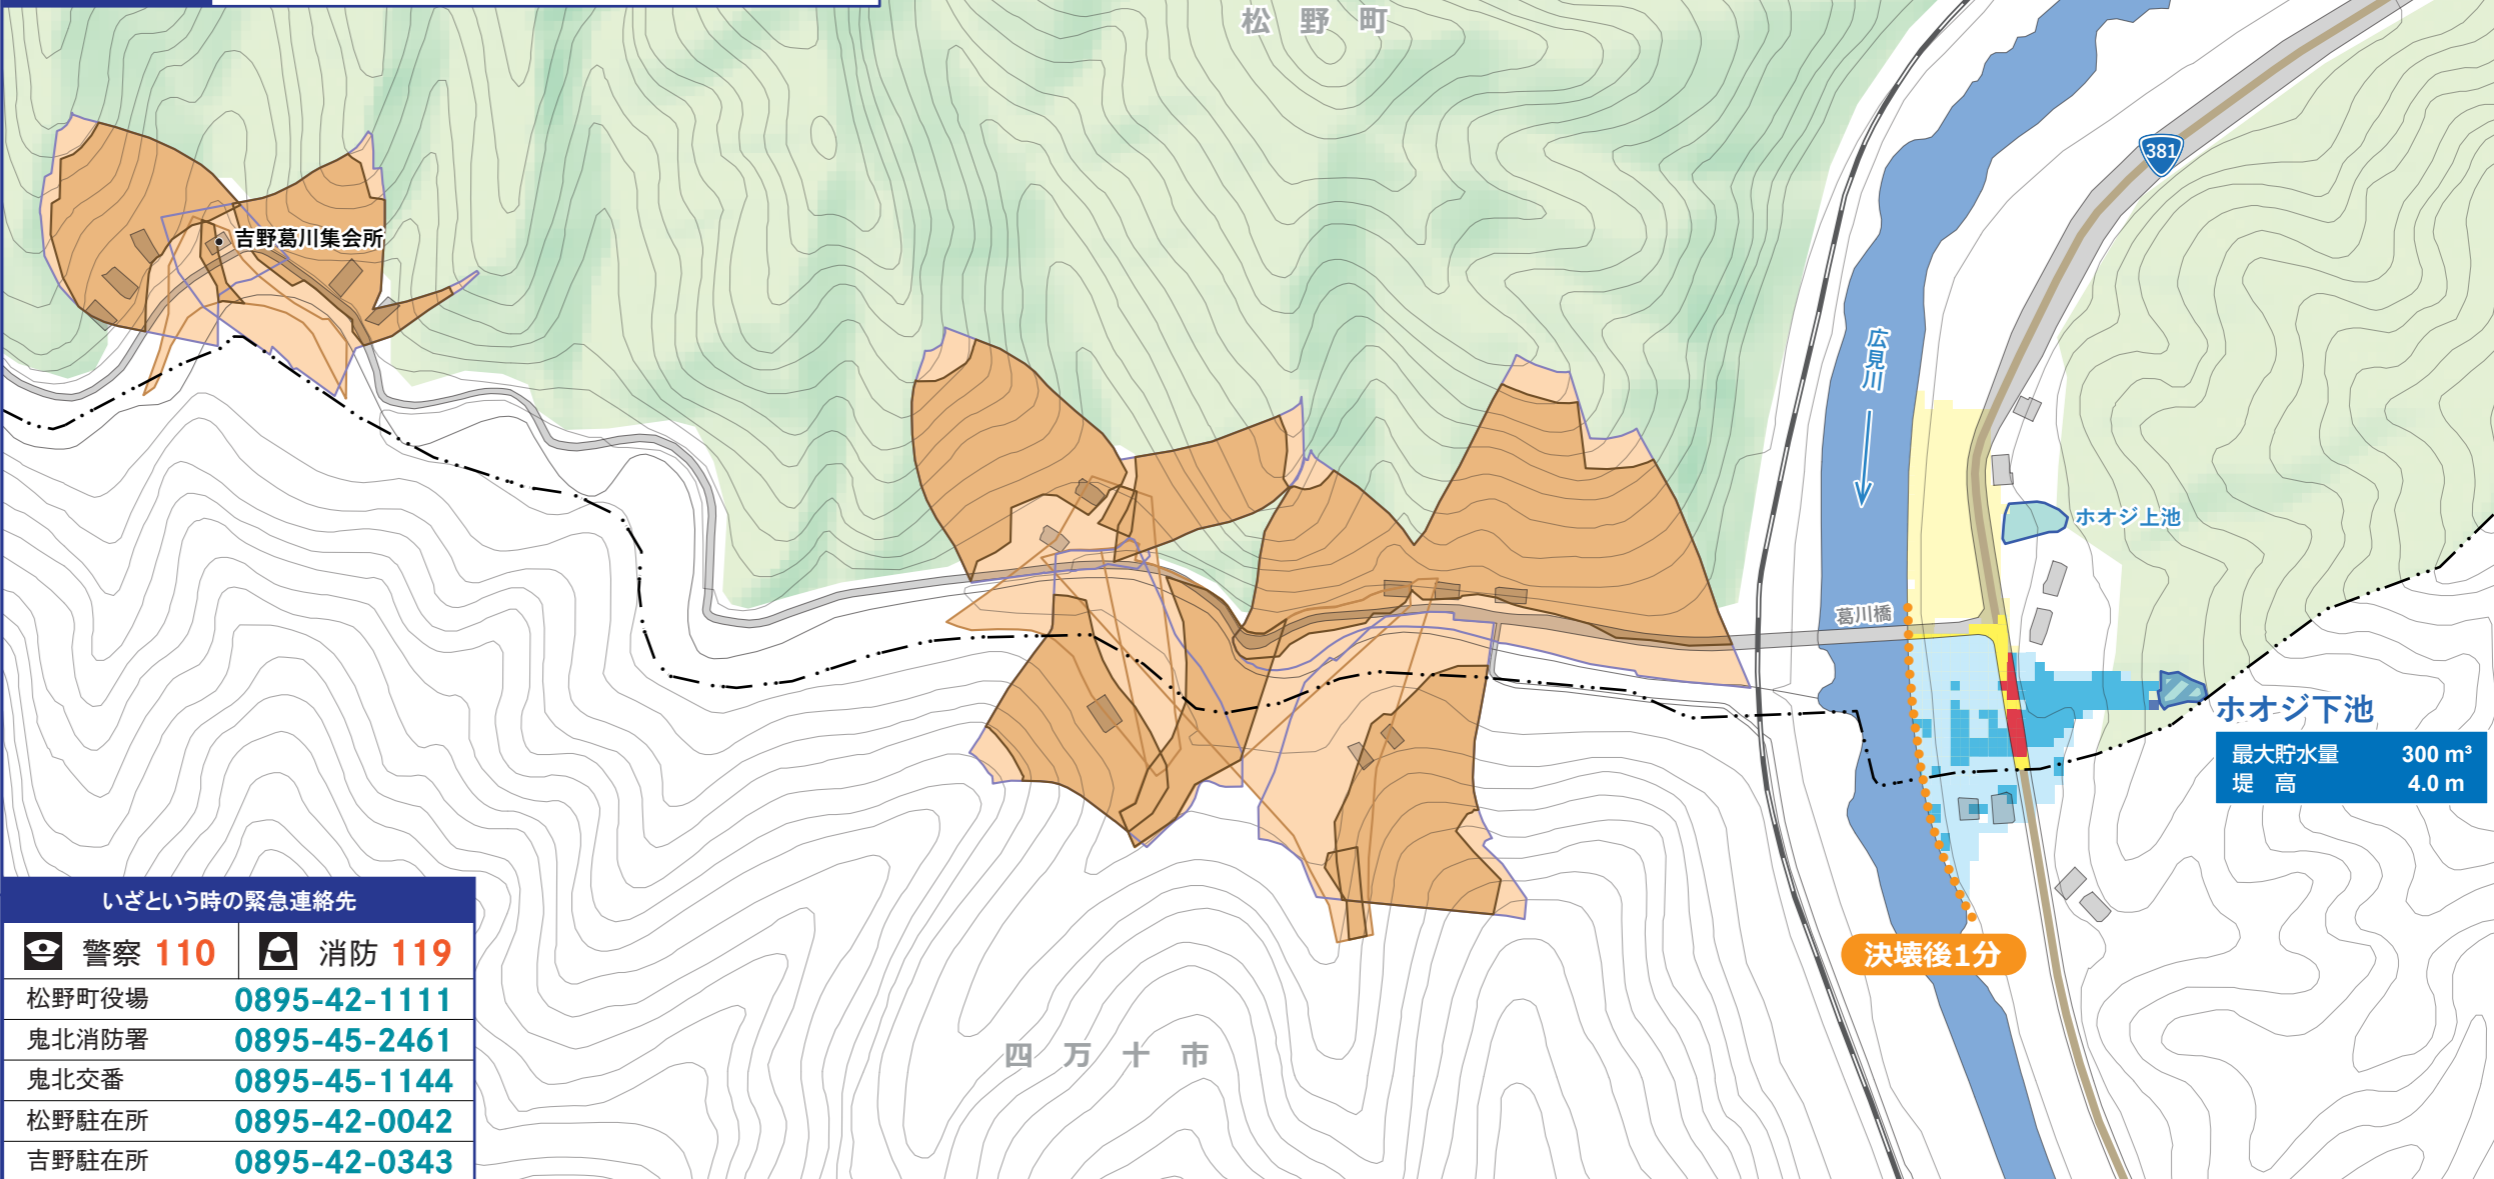 松野町
381
吉野葛川集会所
広見川
ホオジ上池
葛川橋
ホオジ下池
最大貯水量 300 m³
堤 高 4.0 m
決壊後1分
四万十市
いざという時の緊急連絡先
警察 110 消防 119
松野町役場 0895-42-1111
鬼北消防署 0895-45-2461
鬼北交番 0895-45-1144
松野駐在所 0895-42-0042
吉野駐在所 0895-42-0343